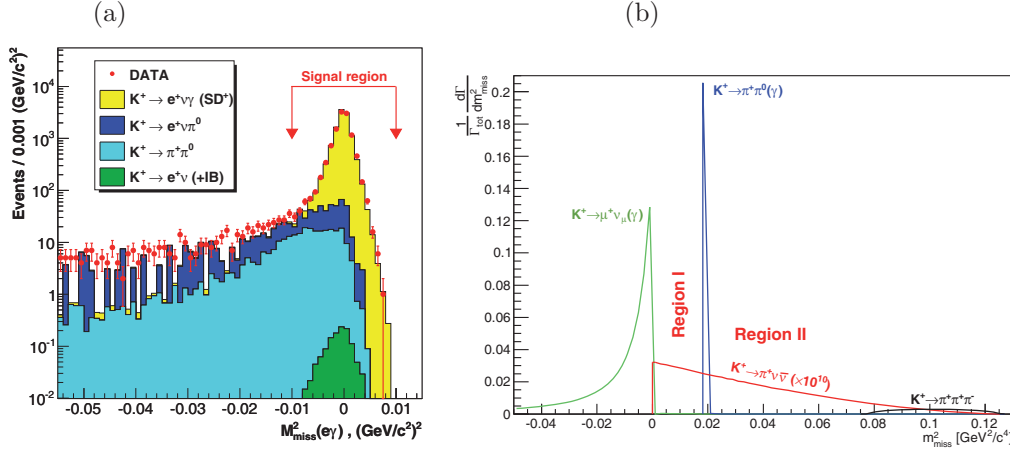 (a)
Events / 0.001 (GeV/c)²
10⁴
10³
10²
10
1
10⁻¹
10⁻²
DATA
K⁺ → e⁺νγ (SD⁺)
K⁺ → e⁺νπ⁰
K⁺ → π⁺π⁰
K⁺ → e⁺ν (+IB)
Signal region
-0.05 -0.04 -0.03 -0.02 -0.01 0 0.01
M²miss(eγ) , (GeV/c²)²
(b)
1/Γtot dΓ/dm²miss
0.2
0.18
0.16
0.14
0.12
0.1
0.08
0.06
0.04
0.02
0
K⁺→π⁺π⁰(γ)
K⁺→μ⁺νμ(γ)
Region I
Region II
K⁺→π⁺νν̄ (×10¹⁰)
K⁺→π⁺π⁺π⁻
-0.04 -0.02 0 0.02 0.04 0.06 0.08 0.1 0.12
m²miss [GeV²/c⁴]